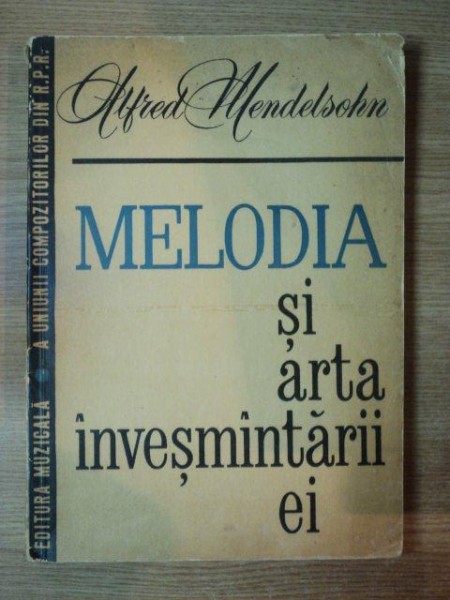 Alfred Mendelsohn
MELODIA
și
arta
înveșmîntării
ei
EDITURA MUZICALĂ A UNIUNII COMPOZITORILOR DIN R.P.R.